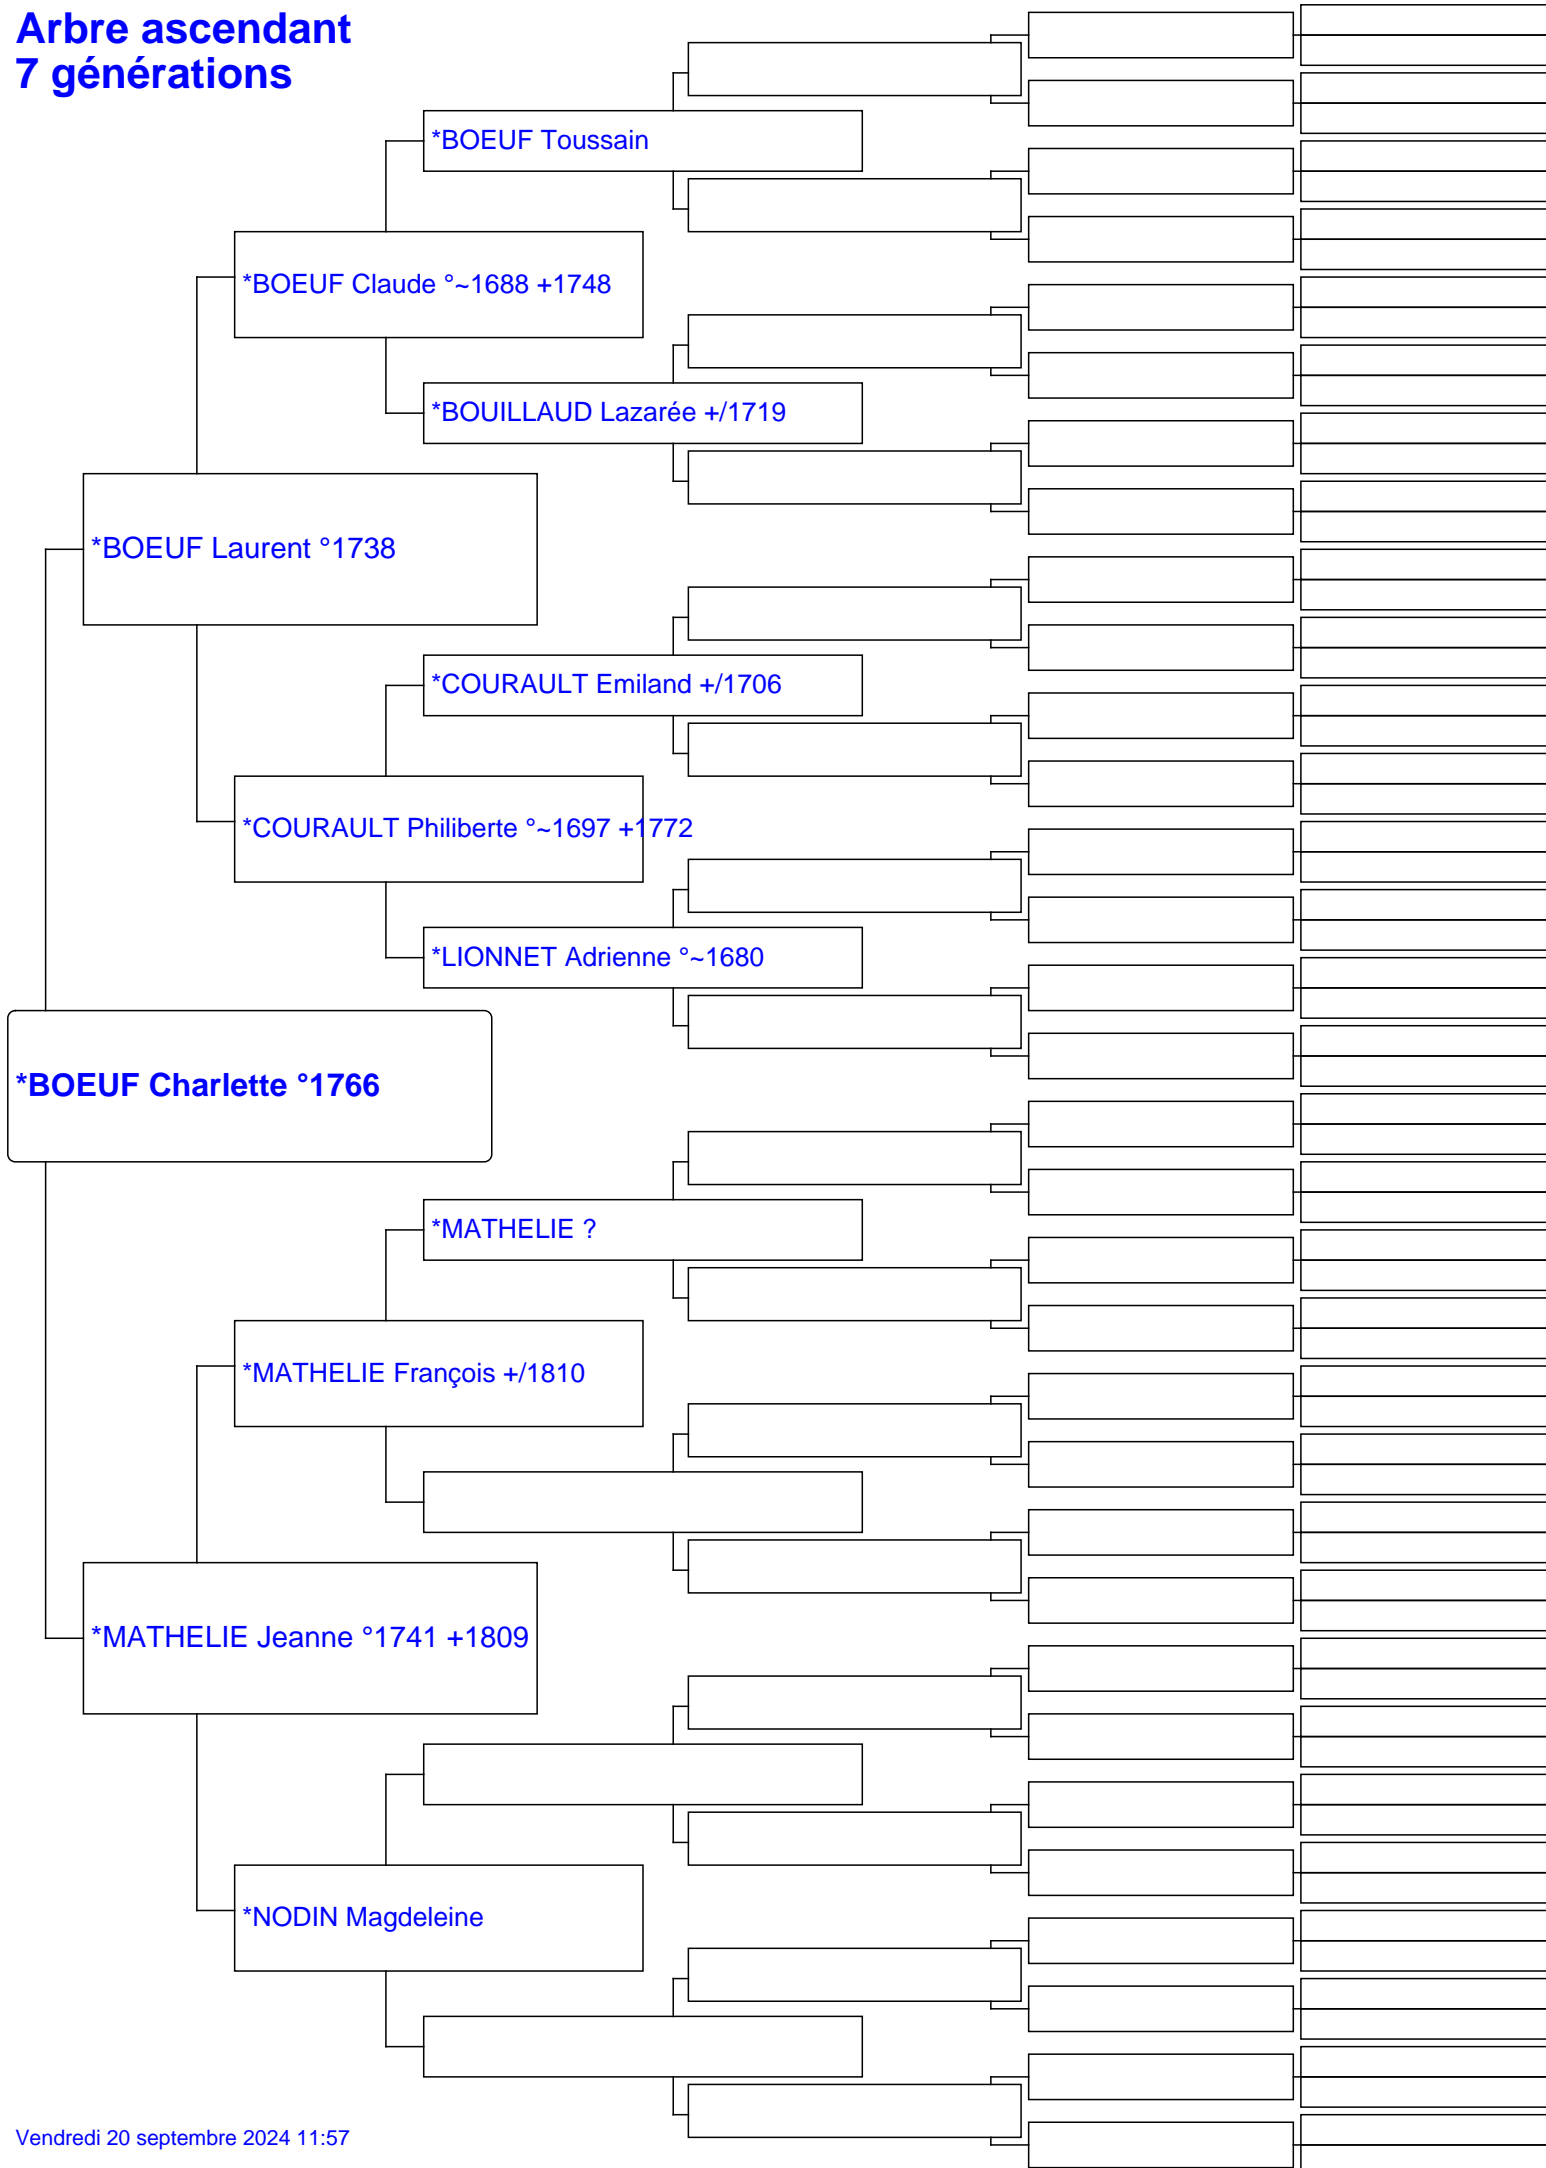 Arbre ascendant
7 générations
*BOEUF Toussain
*BOEUF Claude °~1688 +1748
*BOUILLAUD Lazarée +/1719
*BOEUF Laurent °1738
*COURAULT Emiland +/1706
*COURAULT Philiberte °~1697 +1772
*LIONNET Adrienne °~1680
*BOEUF Charlette °1766
*MATHELIE ?
*MATHELIE François +/1810
*MATHELIE Jeanne °1741 +1809
*NODIN Magdeleine
Vendredi 20 septembre 2024 11:57